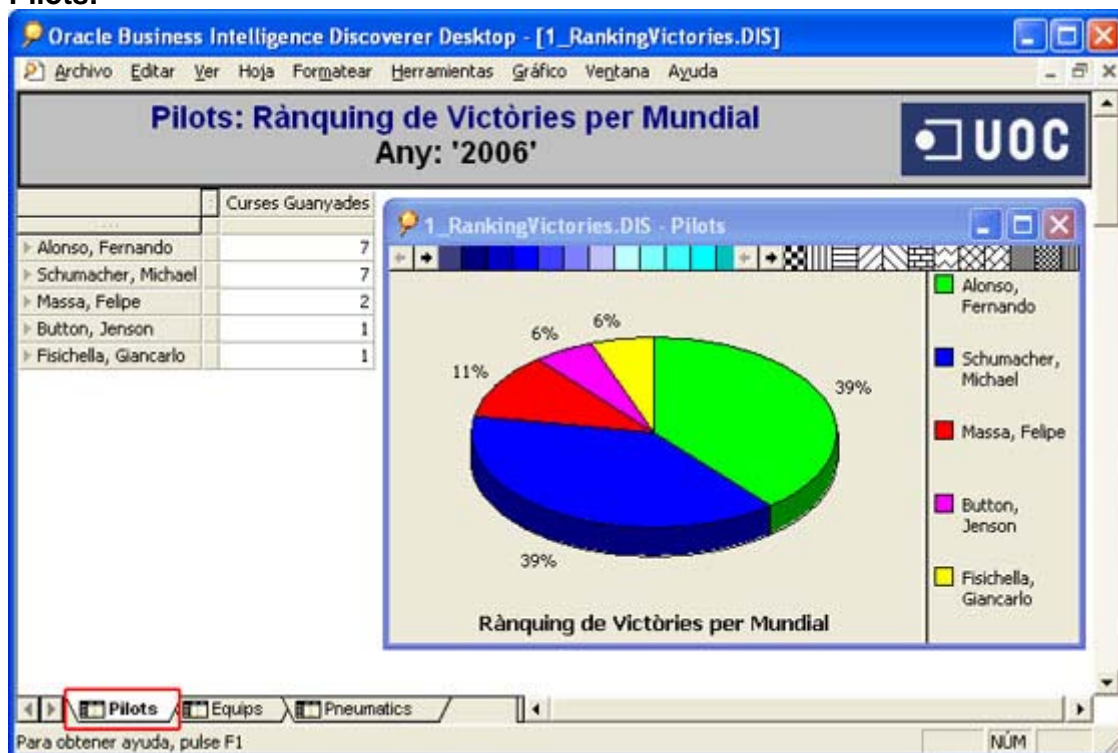 Pilots:
Oracle Business Intelligence Discoverer Desktop - [1_RankingVictories.DIS]
Archivo Editar Ver Hoja Formatear Herramientas Gráfico Ventana Ayuda
Pilots: Rànquing de Victòries per Mundial
Any: '2006'
UOC
Curses Guanyades
Alonso, Fernando 7
Schumacher, Michael 7
Massa, Felipe 2
Button, Jenson 1
Fisichella, Giancarlo 1
1_RankingVictories.DIS - Pilots
6%
6%
11%
39%
39%
Rànquing de Victòries per Mundial
Alonso,
Fernando
Schumacher,
Michael
Massa, Felipe
Button,
Jenson
Fisichella,
Giancarlo
Pilots Equips Pneumatics
Para obtener ayuda, pulse F1 NÚM